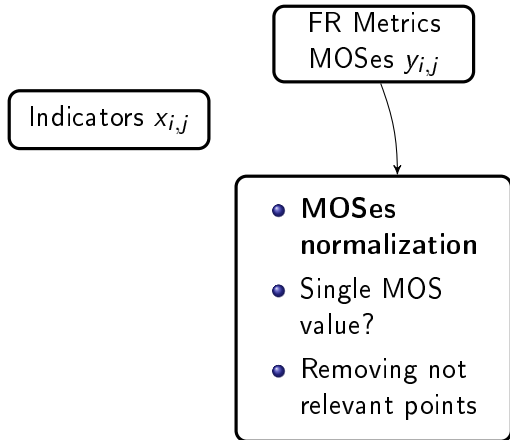 FR Metrics
MOSes y_{i,j}
Indicators x_{i,j}
MOSes
normalization
Single MOS
value?
Removing not
relevant points